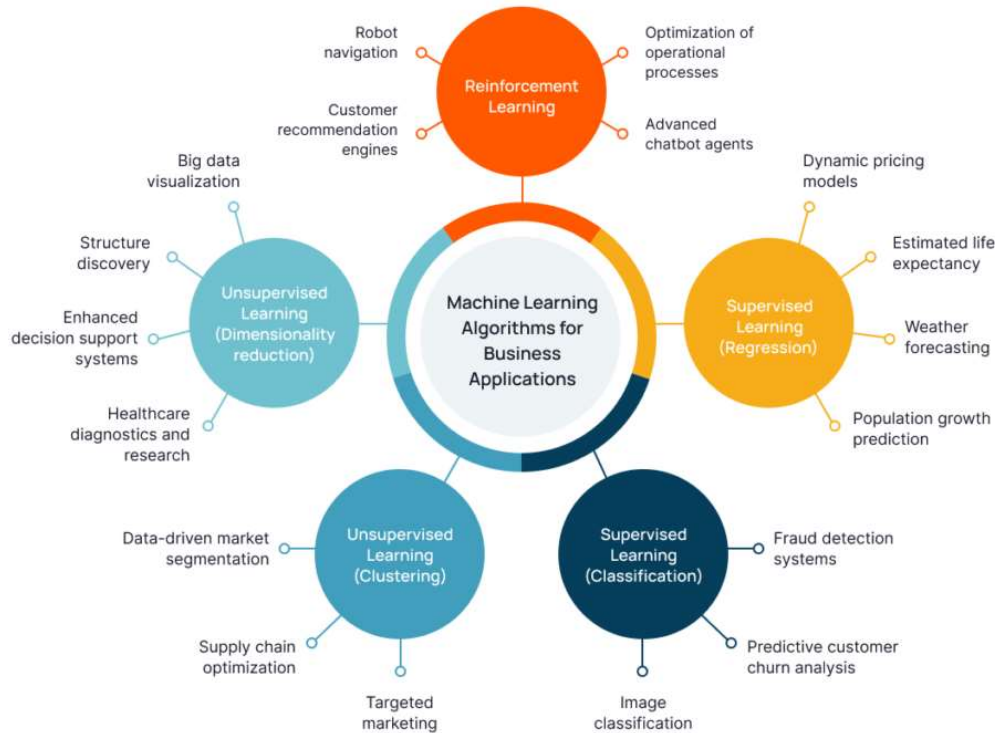 Robot
navigation
Customer
recommendation
engines
Reinforcement
Learning
Optimization of
operational
processes
Advanced
chatbot agents
Big data
visualization
Structure
discovery
Enhanced
decision support
systems
Healthcare
diagnostics and
research
Unsupervised
Learning
(Dimensionality
reduction)
Machine Learning
Algorithms for
Business
Applications
Supervised
Learning
(Regression)
Dynamic pricing
models
Estimated life
expectancy
Weather
forecasting
Population growth
prediction
Data-driven market
segmentation
Supply chain
optimization
Targeted
marketing
Unsupervised
Learning
(Clustering)
Supervised
Learning
(Classification)
Fraud detection
systems
Predictive customer
churn analysis
Image
classification